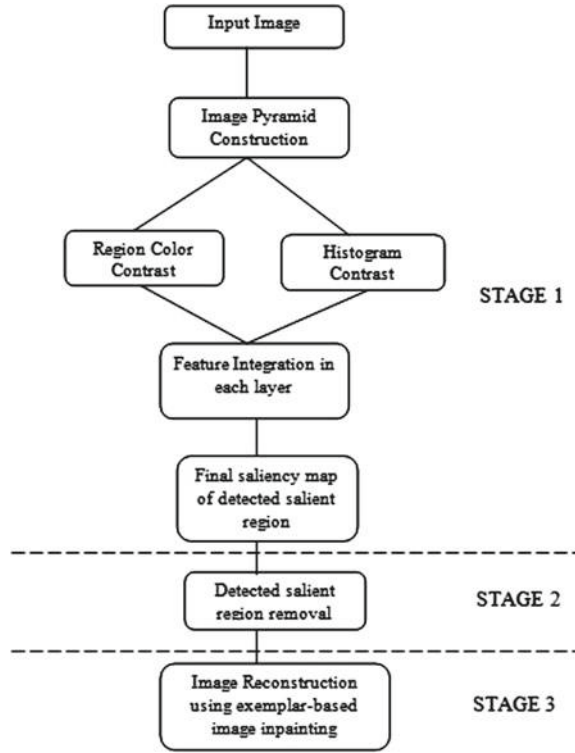 Input Image
Image Pyramid
Construction
Region Color
Contrast
Histogram
Contrast
STAGE 1
Feature Integration in
each layer
Final saliency map
of detected salient
region
Detected salient
region removal
STAGE 2
Image Reconstruction
using exemplar-based
image inpainting
STAGE 3